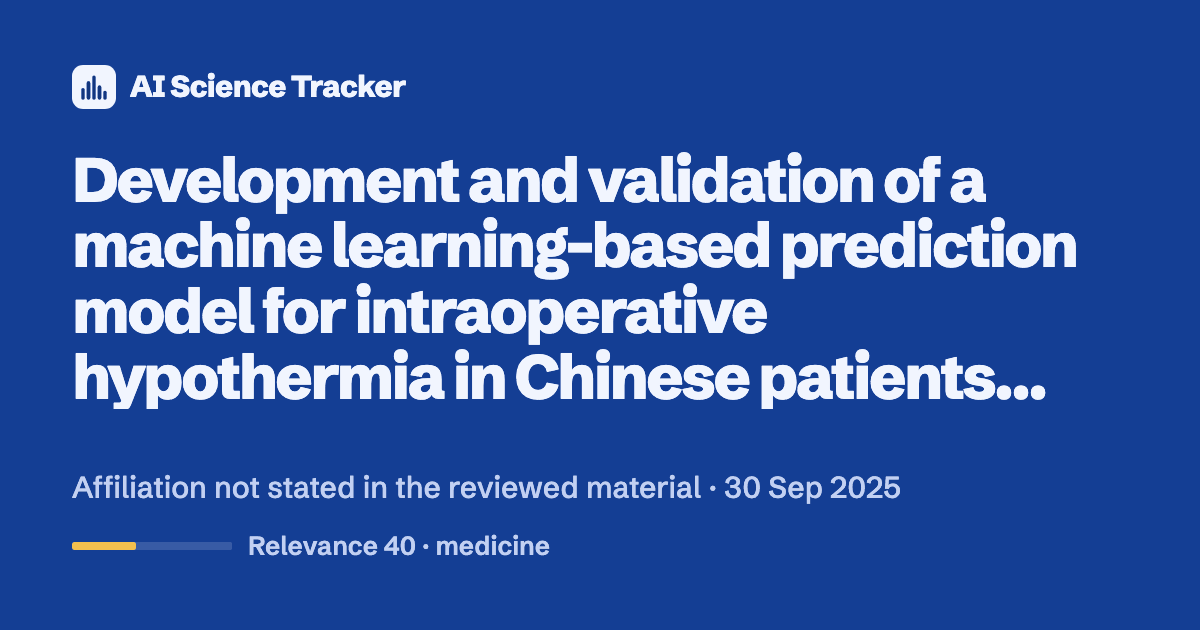 AI Science Tracker
Development and validation of a
machine learning-based prediction
model for intraoperative
hypothermia in Chinese patients...
Affiliation not stated in the reviewed material · 30 Sep 2025
Relevance 40 · medicine